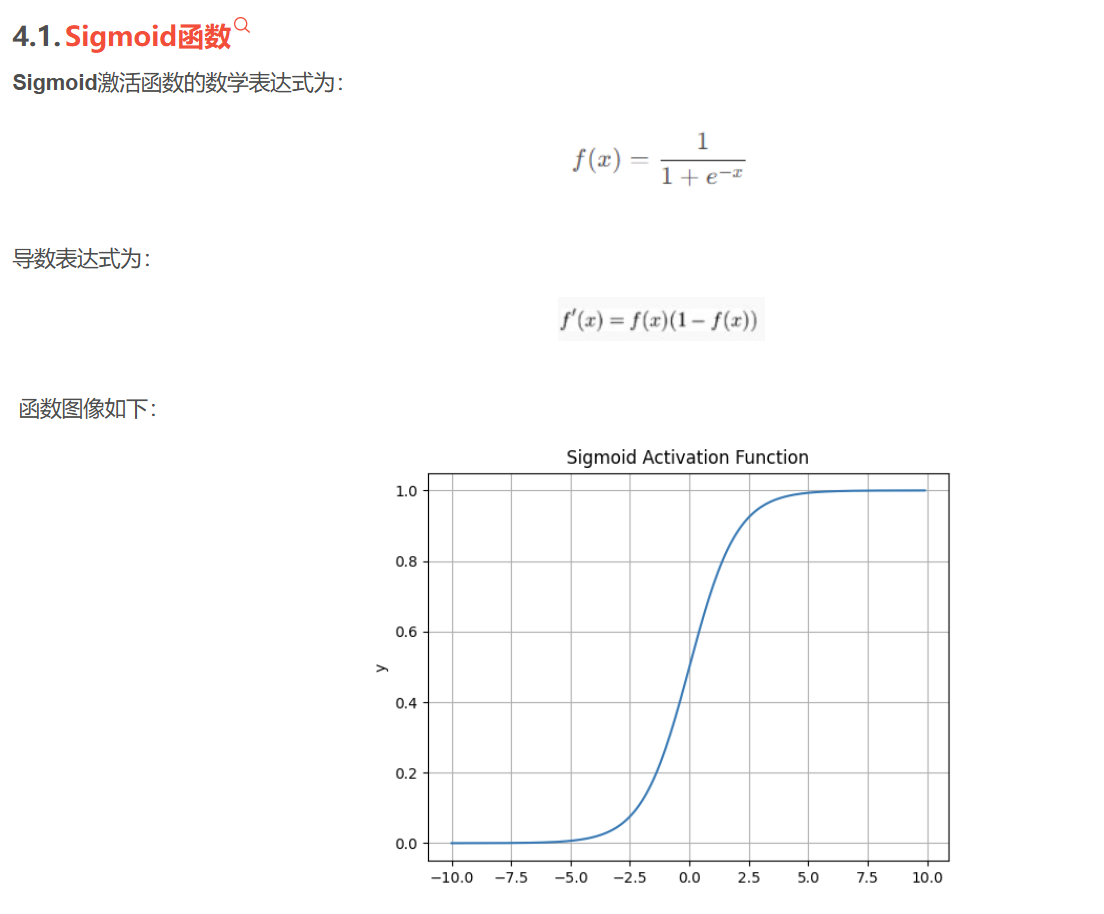 4.1.Sigmoid函数
Sigmoid激活函数的数学表达式为：
f(x) = 1 / (1 + e^{-x})
导数表达式为：
f'(x) = f(x)(1 − f(x))
函数图像如下：
Sigmoid Activation Function
1.0
0.8
0.6
y
0.4
0.2
0.0
−10.0 −7.5 −5.0 −2.5 0.0 2.5 5.0 7.5 10.0